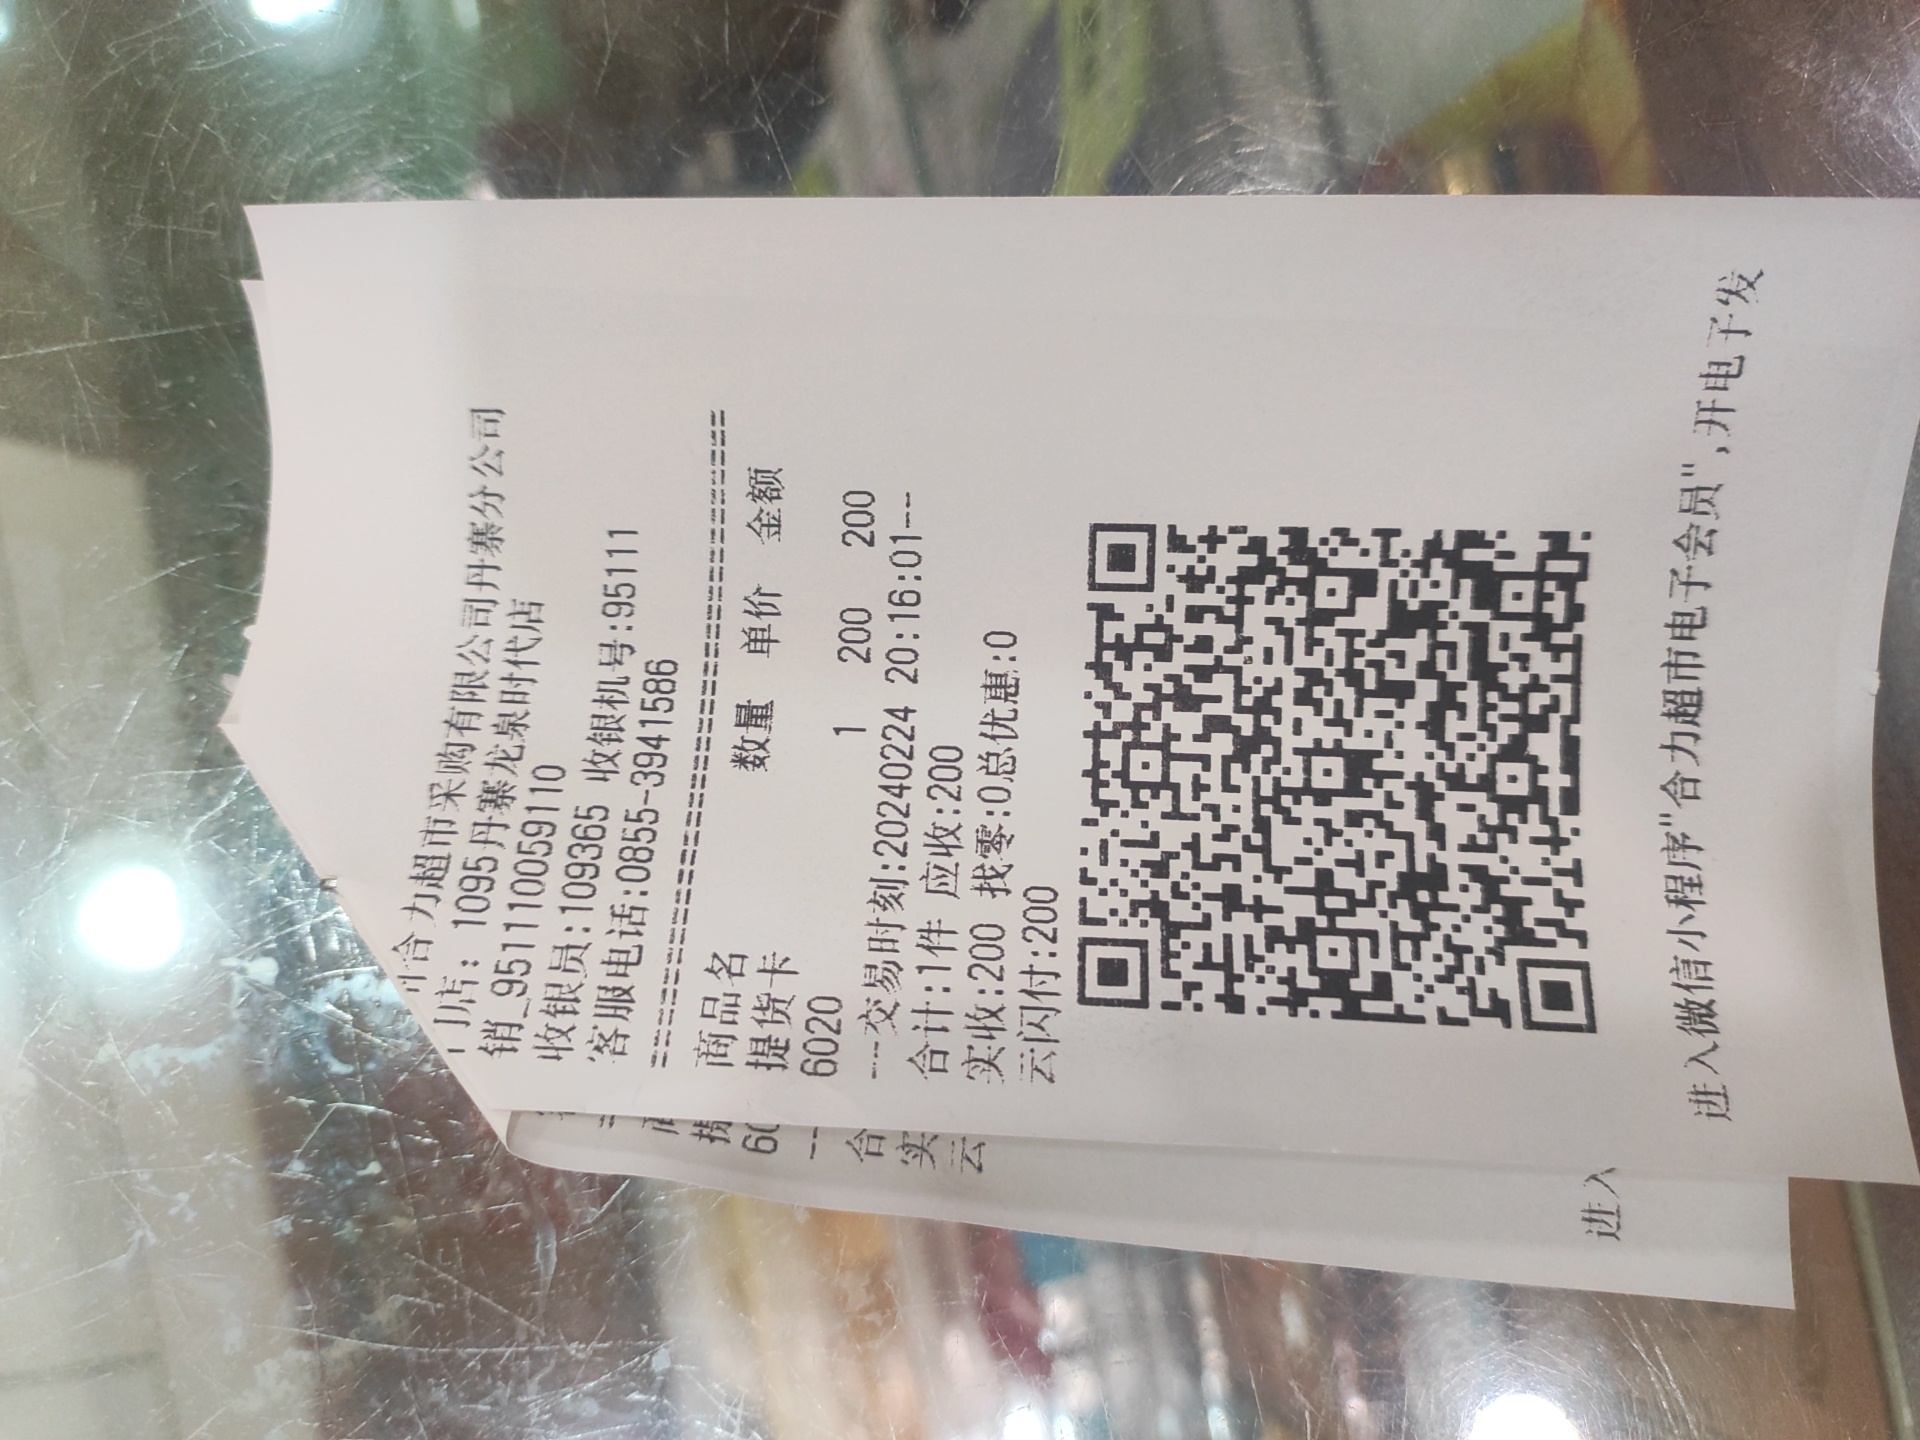 合力超市采购有限公司丹寨分公司
门店: 1095丹寨龙泉时代店
销_9511110059110
收银员:109365 收银机号:95111
客服电话:0855-3941586
商品名 数量 单价 金额
提货卡
6020 1 200 200
---交易时刻:20240224 20:16:01--
合计:1件 应收:200
实收:200 找零:0总优惠:0
云闪付:200
进入微信小程序"合力超市电子会员",开电子发
60
合
实
云
进入